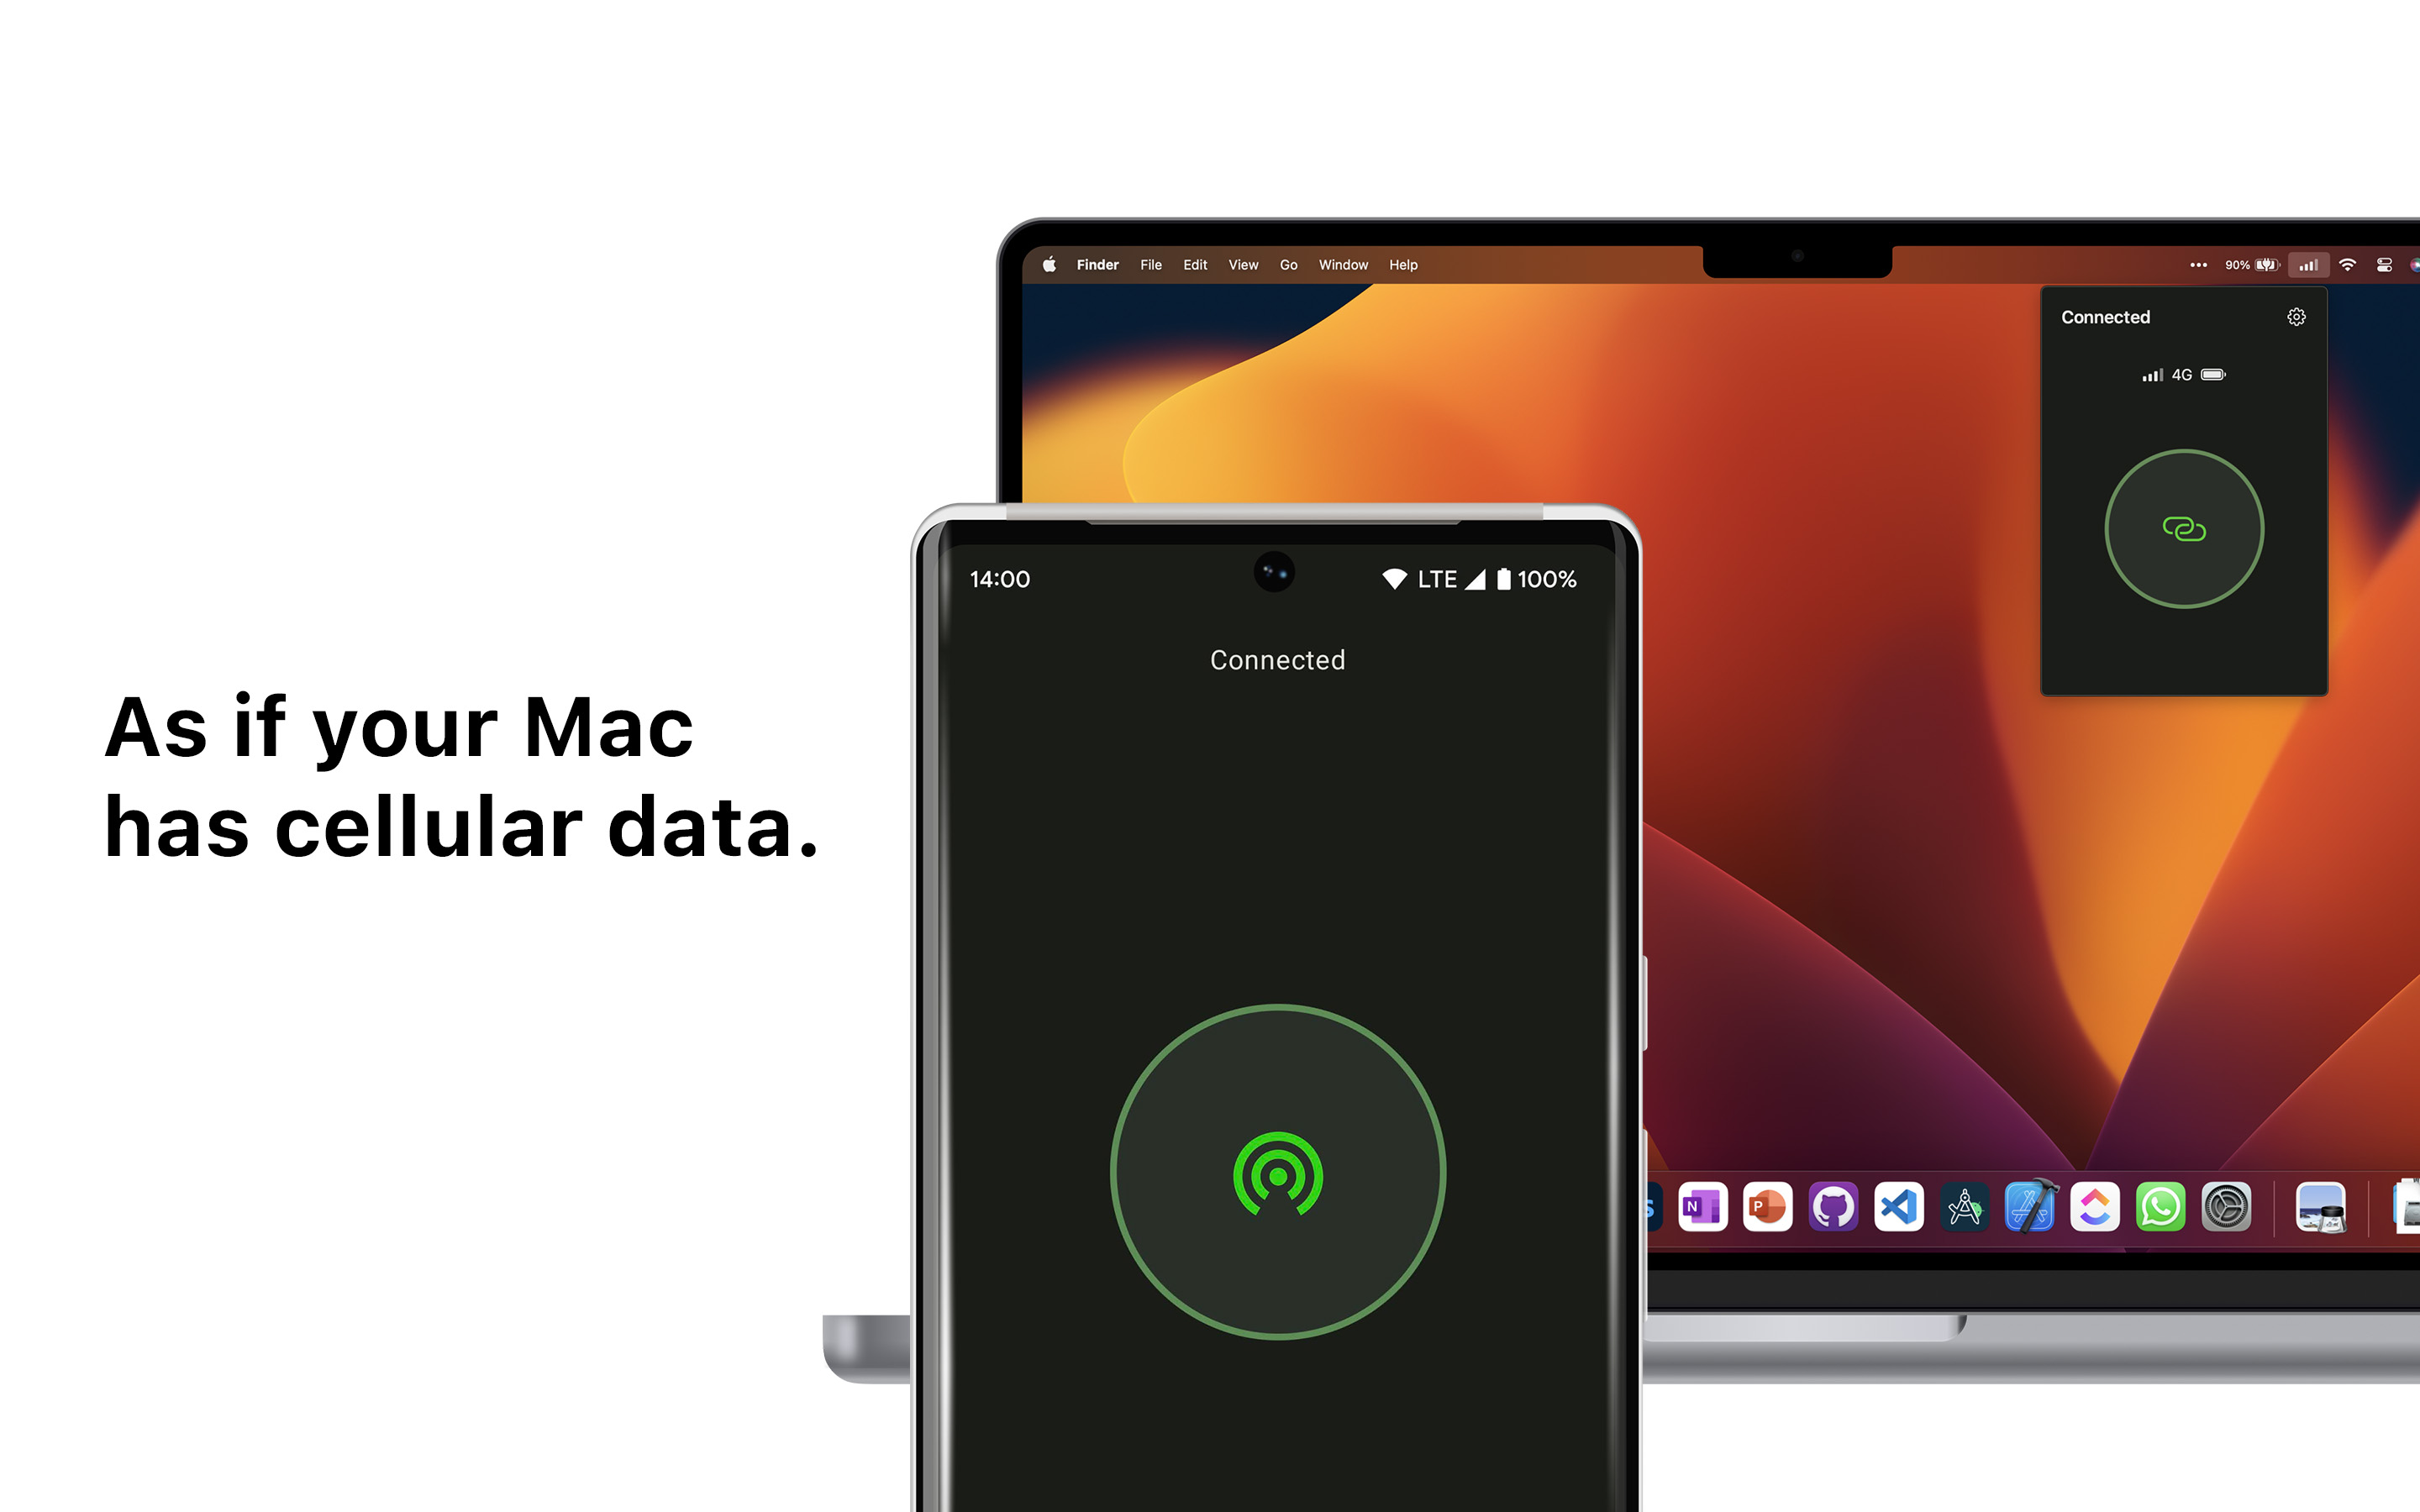 Finder File Edit View Go Window Help
90%
Connected
4G
14:00
LTE 100%
Connected
As if your Mac
has cellular data.
S N P